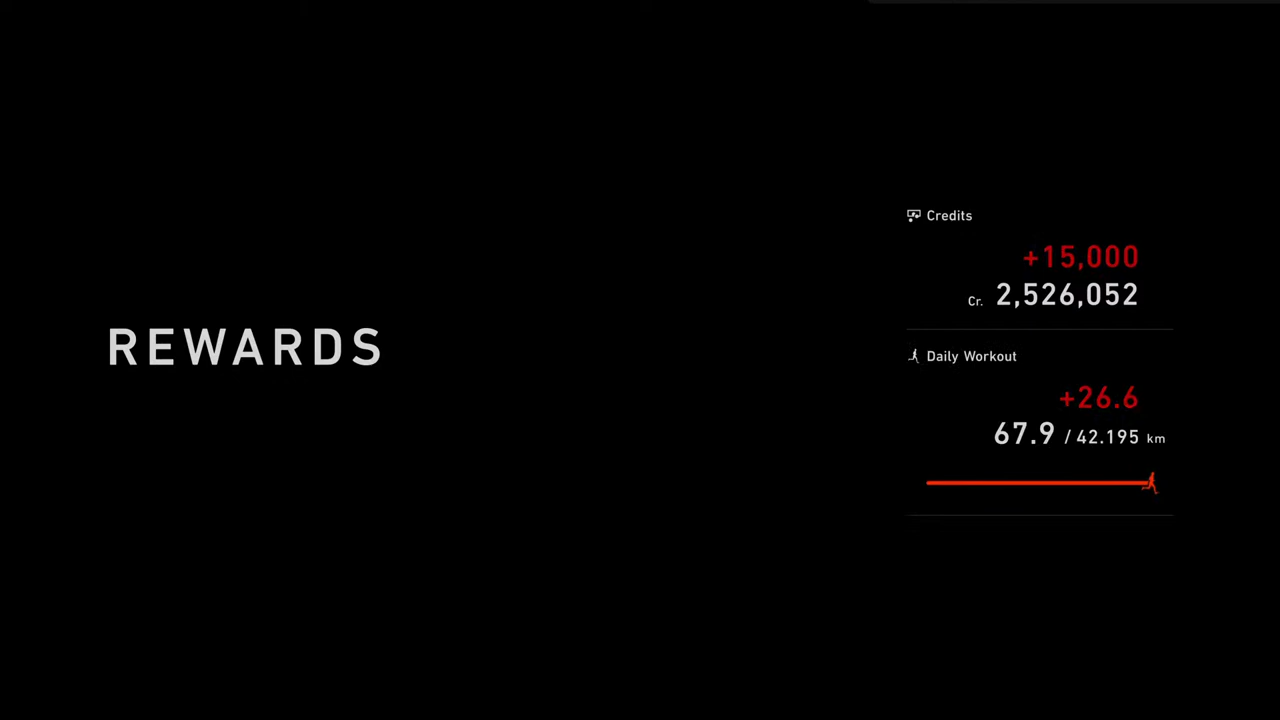 REWARDS
Credits
+15,000
Cr. 2,526,052
Daily Workout
+26.6
67.9 / 42.195 km